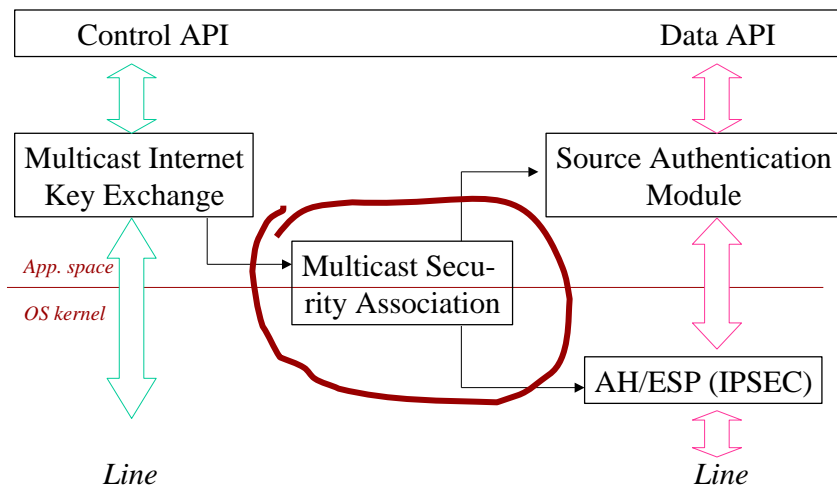 Control API
Data API
Multicast Internet
Key Exchange
Source Authentication
Module
Multicast Secu-
rity Association
App. space
OS kernel
AH/ESP (IPSEC)
Line
Line